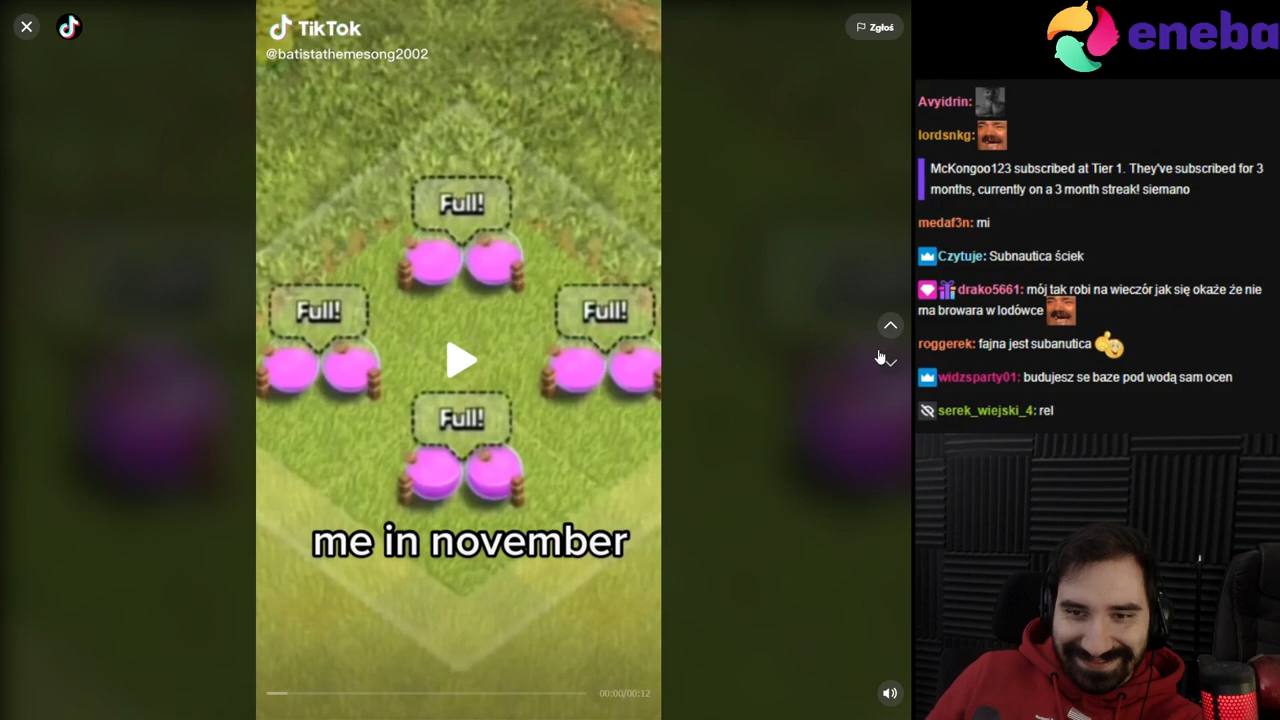 TikTok
@batistathemesong2002
Zgłoś
Full!
Full!
Full!
Full!
me in november
00:00/00:12
eneba
Avyidrin:
lordsnkg:
McKongoo123 subscribed at Tier 1. They've subscribed for 3
months, currently on a 3 month streak! siemano
medaf3n: mi
Czytuje: Subnautica ściek
drako5661: mój tak robi na wieczór jak się okaże że nie
ma browara w lodówce
roggerek: fajna jest subanutica
widzsparty01: budujesz se baze pod wodą sam ocen
serek_wiejski_4: rel